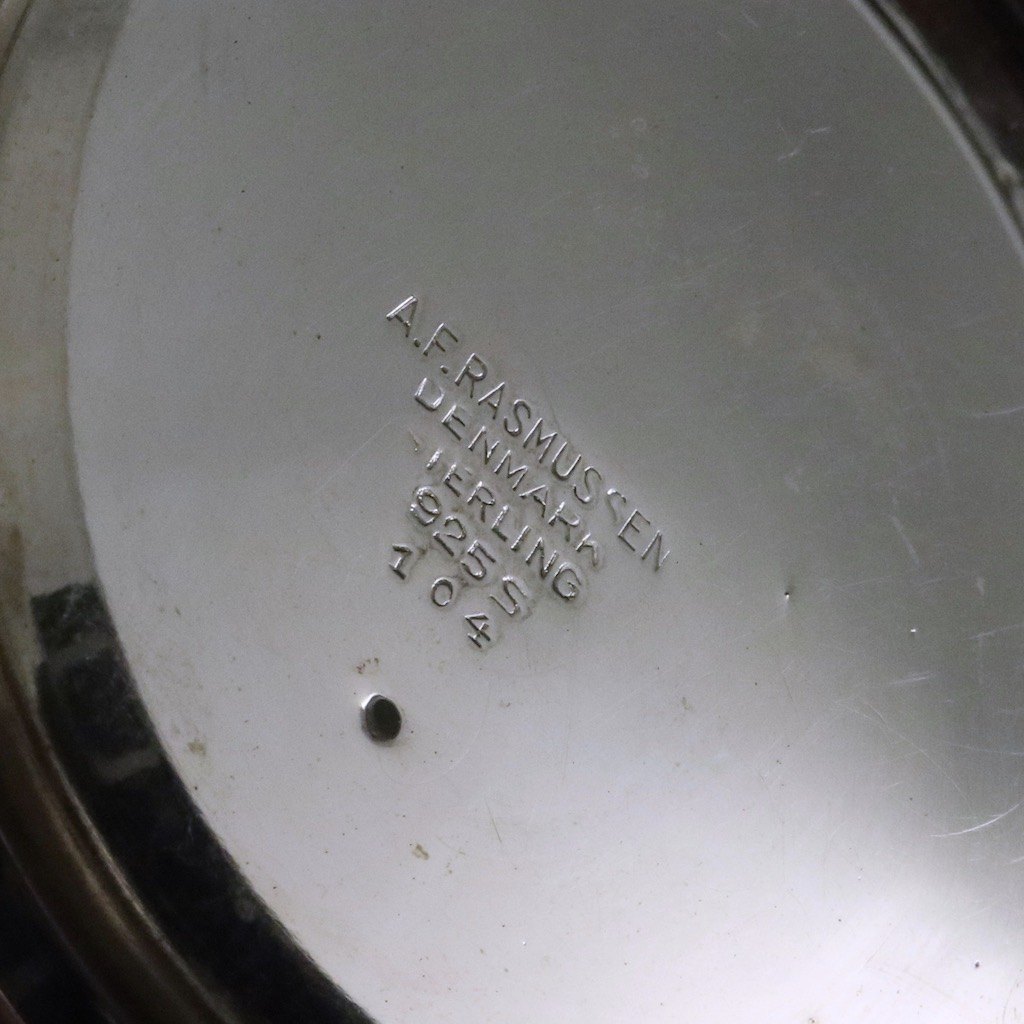 A.F.RASMUSSEN
DENMARK
STERLING
925S
104